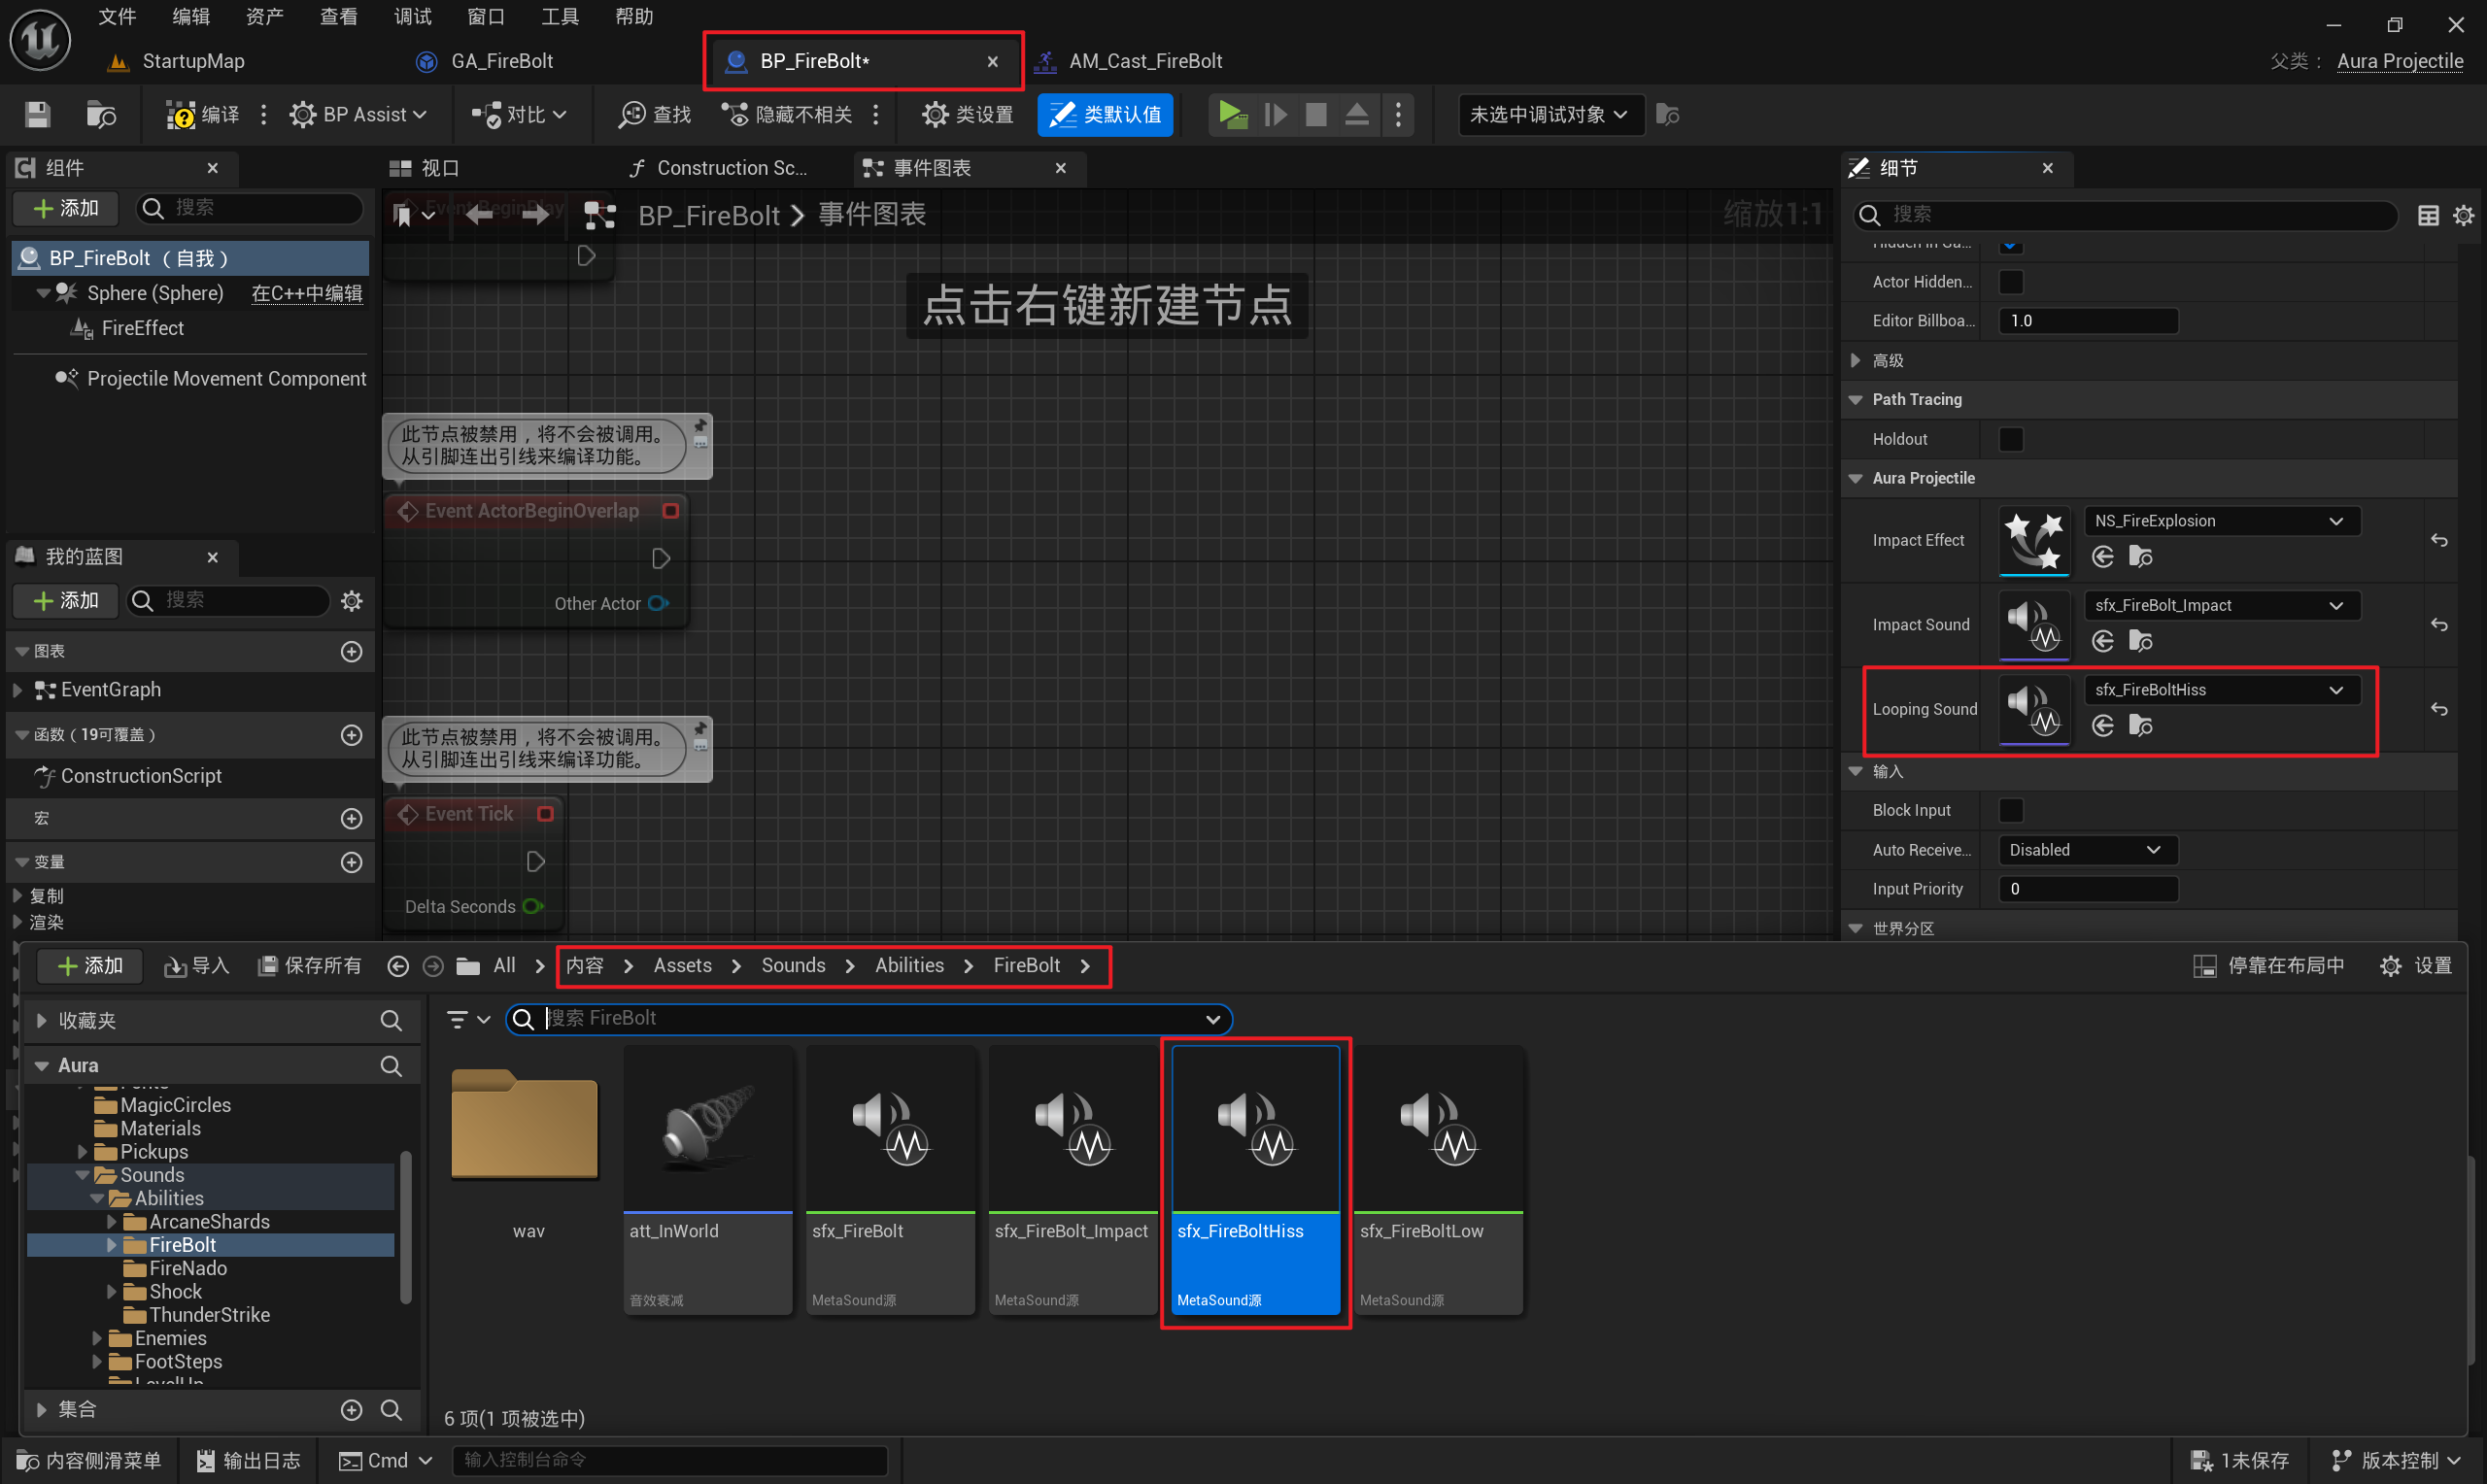 文件 编辑 资产 查看 调试 窗口 工具 帮助
StartupMap GA_FireBolt BP_FireBolt* AM_Cast_FireBolt
父类： Aura Projectile
编译 BP Assist 对比 查找 隐藏不相关 类设置 类默认值 未选中调试对象
组件
添加 搜索
BP_FireBolt （自我）
Sphere (Sphere) 在C++中编辑
FireEffect
Projectile Movement Component
我的蓝图
添加 搜索
图表
EventGraph
函数（19可覆盖）
ConstructionScript
宏
变量
复制
渲染
视口 Construction Sc... 事件图表
Event BeginPlay
BP_FireBolt 事件图表 缩放1:1
点击右键新建节点
此节点被禁用，将不会被调用。
从引脚连出引线来编译功能。
Event ActorBeginOverlap
Other Actor
此节点被禁用，将不会被调用。
从引脚连出引线来编译功能。
Event Tick
Delta Seconds
细节
搜索
Actor Hidden...
Editor Billboa... 1.0
高级
Path Tracing
Holdout
Aura Projectile
Impact Effect NS_FireExplosion
Impact Sound sfx_FireBolt_Impact
Looping Sound sfx_FireBoltHiss
输入
Block Input
Auto Receive... Disabled
Input Priority 0
世界分区
添加 导入 保存所有 All 内容 Assets Sounds Abilities FireBolt 停靠在布局中 设置
收藏夹
Aura
MagicCircles
Materials
Pickups
Sounds
Abilities
ArcaneShards
FireBolt
FireNado
Shock
ThunderStrike
Enemies
FootSteps
LevelUp
集合
搜索 FireBolt
wav
att_InWorld
音效衰减
sfx_FireBolt
MetaSound源
sfx_FireBolt_Impact
MetaSound源
sfx_FireBoltHiss
MetaSound源
sfx_FireBoltLow
MetaSound源
6 项(1 项被选中)
内容侧滑菜单 输出日志 Cmd 输入控制台命令 1未保存 版本控制